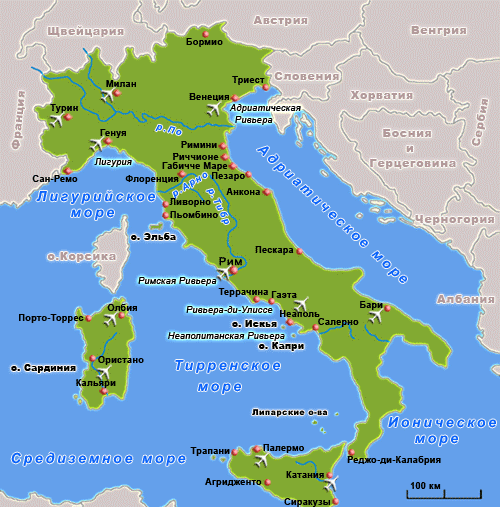 Австрия
Швейцария
Венгрия
Бормио
Триест
Словения
Милан
Венеция
Хорватия
Франция
Турин
Адриатическая
Ривьера
Сербия
р.По
Генуя
Босния
и
Герцеговина
Римини
Риччионе
Габичче Маре
Лигурия
Сан-Ремо
Флоренция
Пезаро
Адриатическое море
р.Арно
р.Тибр
Анкона
Лигурийское
море
Ливорно
Пьомбино
Черногория
о. Эльба
о.Корсика
Пескара
Рим
Римская Ривьера
Албания
Террачина
Гаэта
Порто-Торрес
Олбия
Ривьера-ди-Улиссе
Неаполь
Бари
о. Искья
Салерно
Неаполитанская Ривьера
о. Капри
Ористано
о. Сардиния
Тирренское
море
Кальяри
Липарские о-ва
Ионическое
море
Средиземное море
Трапани
Палермо
Реджо-ди-Калабрия
Агридженто
Катания
Сиракузы
100 км